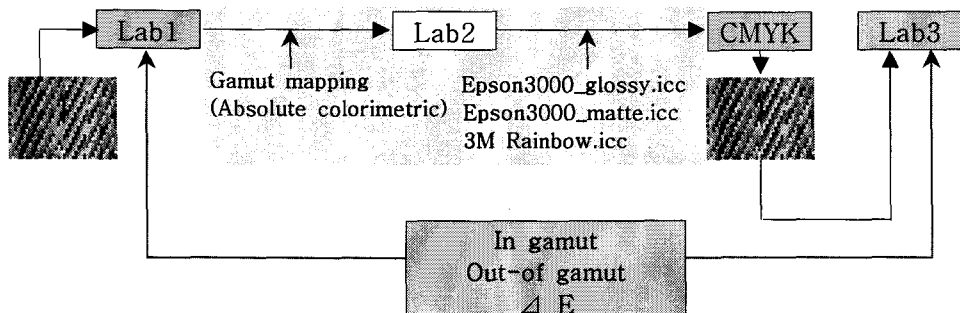 Lab1
Lab2
CMYK
Lab3
Gamut mapping
(Absolute colorimetric)
Epson3000_glossy.icc
Epson3000_matte.icc
3M Rainbow.icc
In gamut
Out-of gamut
⊿ E